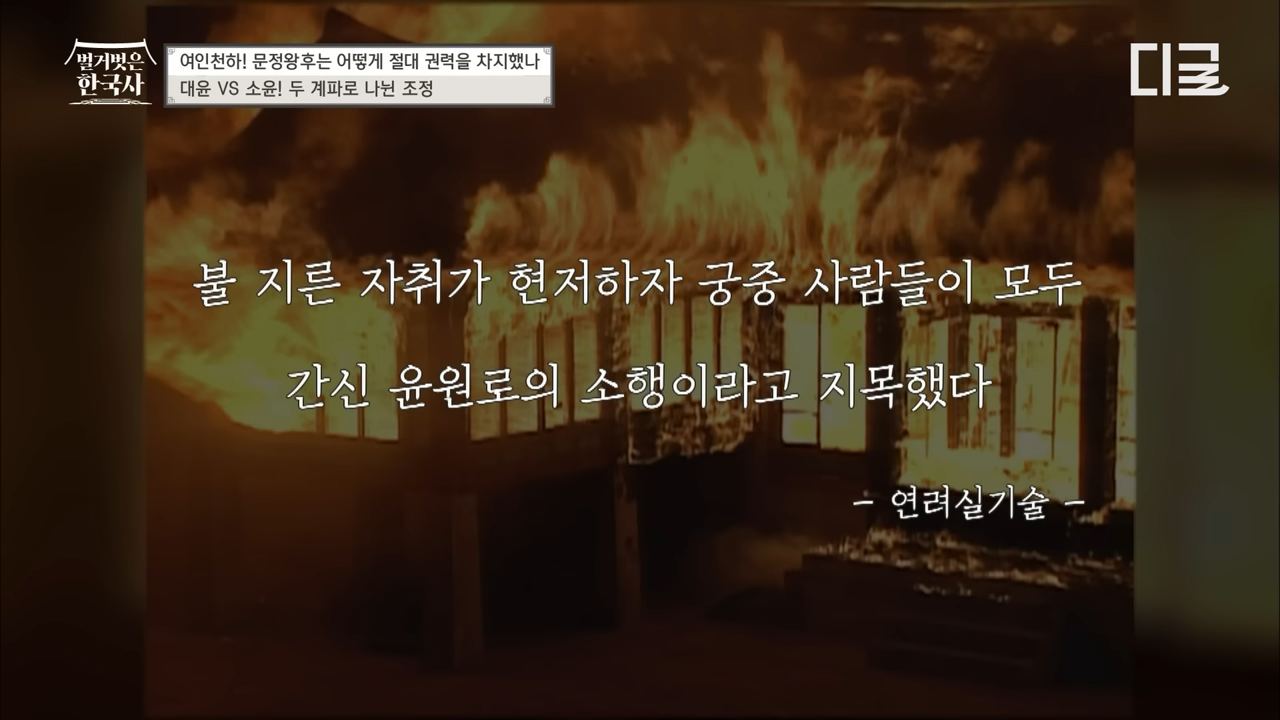 벌거벗은
한국사
여인천하! 문정왕후는 어떻게 절대 권력을 차지했나
대윤 VS 소윤! 두 계파로 나뉜 조정
디글
불 지른 자취가 현저하자 궁중 사람들이 모두
간신 윤원로의 소행이라고 지목했다
- 연려실기술 -